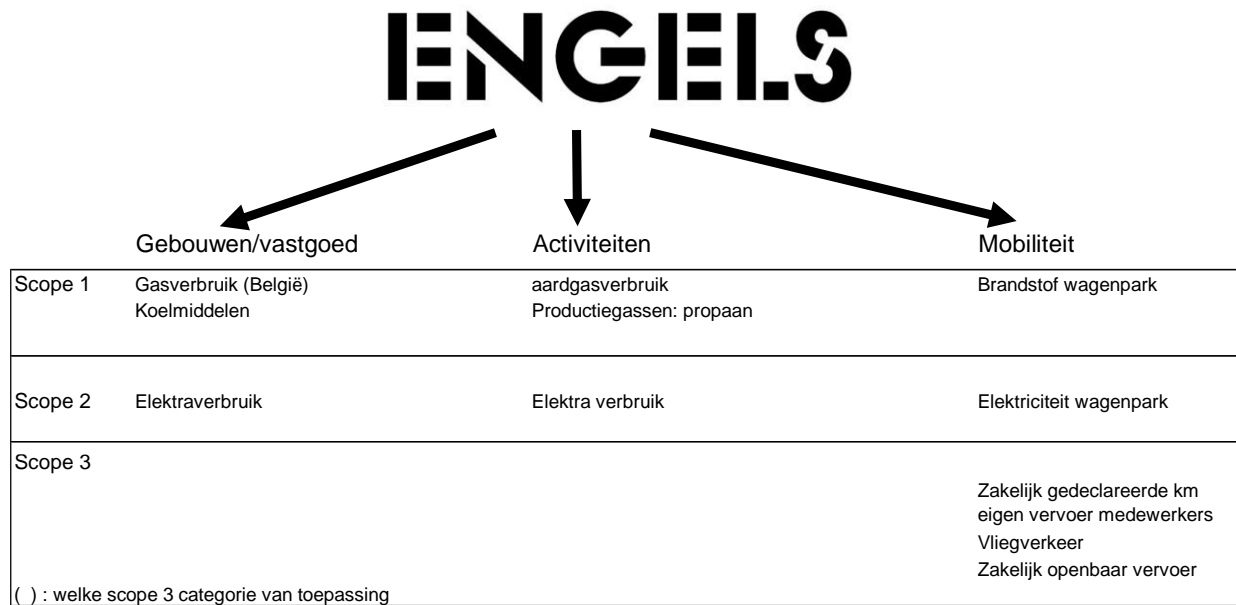 ENGELS
Gebouwen/vastgoed Activiteiten Mobiliteit
Scope 1 Gasverbruik (België) aardgasverbruik Brandstof wagenpark
Koelmiddelen Productiegassen: propaan
Scope 2 Elektraverbruik Elektra verbruik Elektriciteit wagenpark
Scope 3
Zakelijk gedeclareerde km
eigen vervoer medewerkers
Vliegverkeer
Zakelijk openbaar vervoer
( ) : welke scope 3 categorie van toepassing